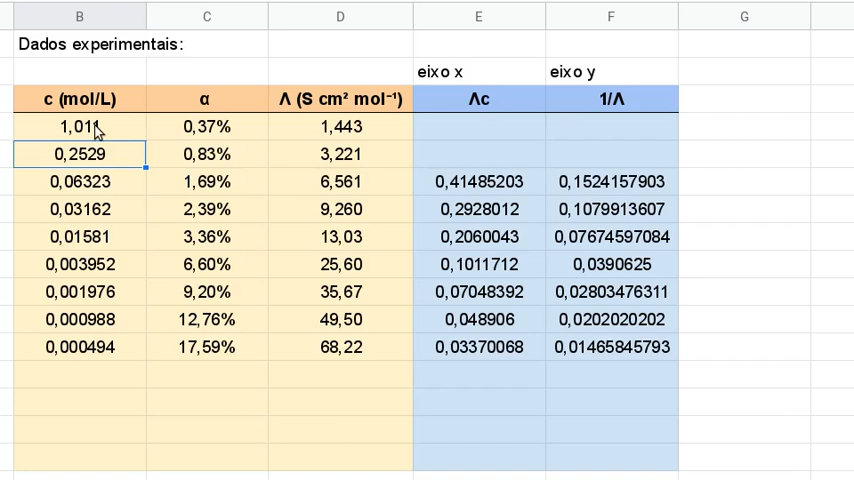 B C D E F G
Dados experimentais:
eixo x eixo y
c (mol/L) α Λ (S cm² mol⁻¹) Λc 1/Λ
1,011 0,37% 1,443
0,2529 0,83% 3,221
0,06323 1,69% 6,561 0,41485203 0,1524157903
0,03162 2,39% 9,260 0,2928012 0,1079913607
0,01581 3,36% 13,03 0,2060043 0,07674597084
0,003952 6,60% 25,60 0,1011712 0,0390625
0,001976 9,20% 35,67 0,07048392 0,02803476311
0,000988 12,76% 49,50 0,048906 0,0202020202
0,000494 17,59% 68,22 0,03370068 0,01465845793